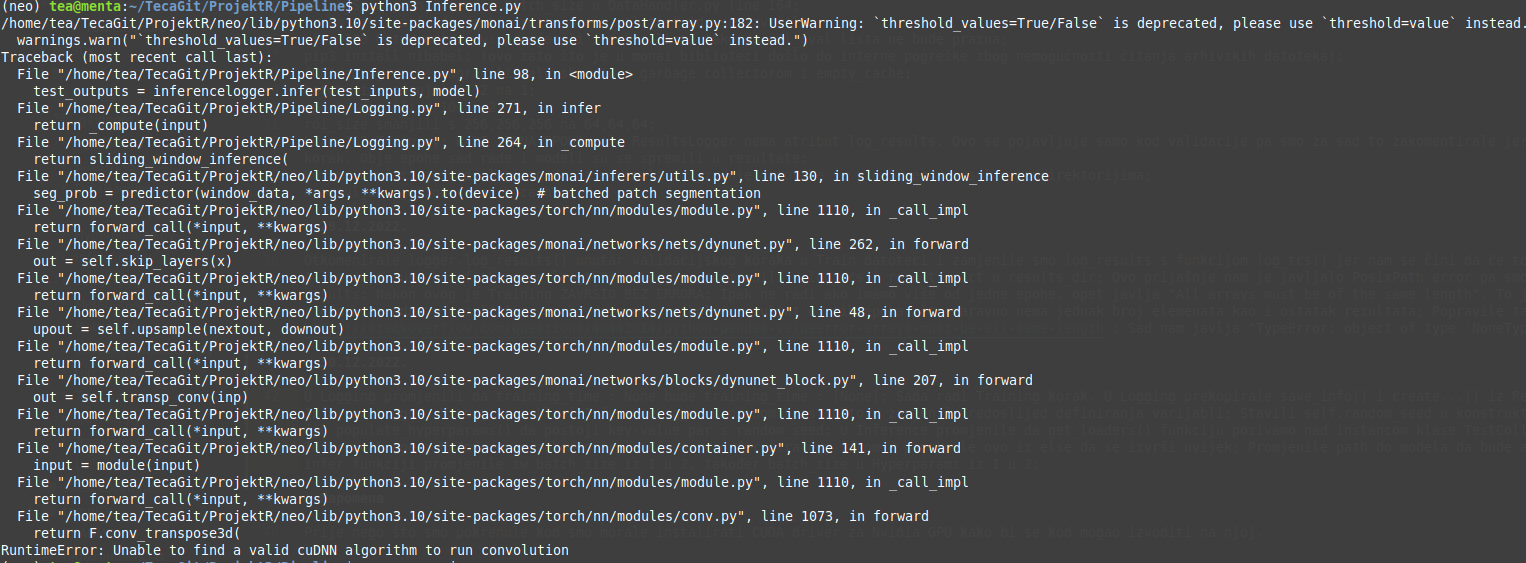 (neo) tea@menta:~/TecaGit/ProjektR/Pipeline$ python3 Inference.py
/home/tea/TecaGit/ProjektR/neo/lib/python3.10/site-packages/monai/transforms/post/array.py:182: UserWarning: `threshold_values=True/False` is deprecated, please use `threshold=value` instead.
  warnings.warn("`threshold_values=True/False` is deprecated, please use `threshold=value` instead.")
Traceback (most recent call last):
  File "/home/tea/TecaGit/ProjektR/Pipeline/Inference.py", line 98, in <module>
    test_outputs = inferencelogger.infer(test_inputs, model)
  File "/home/tea/TecaGit/ProjektR/Pipeline/Logging.py", line 271, in infer
    return _compute(input)
  File "/home/tea/TecaGit/ProjektR/Pipeline/Logging.py", line 264, in _compute
    return sliding_window_inference(
  File "/home/tea/TecaGit/ProjektR/neo/lib/python3.10/site-packages/monai/inferers/utils.py", line 130, in sliding_window_inference
    seg_prob = predictor(window_data, *args, **kwargs).to(device)  # batched patch segmentation
  File "/home/tea/TecaGit/ProjektR/neo/lib/python3.10/site-packages/torch/nn/modules/module.py", line 1110, in _call_impl
    return forward_call(*input, **kwargs)
  File "/home/tea/TecaGit/ProjektR/neo/lib/python3.10/site-packages/monai/networks/nets/dynunet.py", line 262, in forward
    out = self.skip_layers(x)
  File "/home/tea/TecaGit/ProjektR/neo/lib/python3.10/site-packages/torch/nn/modules/module.py", line 1110, in _call_impl
    return forward_call(*input, **kwargs)
  File "/home/tea/TecaGit/ProjektR/neo/lib/python3.10/site-packages/monai/networks/nets/dynunet.py", line 48, in forward
    upout = self.upsample(nextout, downout)
  File "/home/tea/TecaGit/ProjektR/neo/lib/python3.10/site-packages/torch/nn/modules/module.py", line 1110, in _call_impl
    return forward_call(*input, **kwargs)
  File "/home/tea/TecaGit/ProjektR/neo/lib/python3.10/site-packages/monai/networks/blocks/dynunet_block.py", line 207, in forward
    out = self.transp_conv(inp)
  File "/home/tea/TecaGit/ProjektR/neo/lib/python3.10/site-packages/torch/nn/modules/module.py", line 1110, in _call_impl
    return forward_call(*input, **kwargs)
  File "/home/tea/TecaGit/ProjektR/neo/lib/python3.10/site-packages/torch/nn/modules/container.py", line 141, in forward
    input = module(input)
  File "/home/tea/TecaGit/ProjektR/neo/lib/python3.10/site-packages/torch/nn/modules/module.py", line 1110, in _call_impl
    return forward_call(*input, **kwargs)
  File "/home/tea/TecaGit/ProjektR/neo/lib/python3.10/site-packages/torch/nn/modules/conv.py", line 1073, in forward
    return F.conv_transpose3d(
RuntimeError: Unable to find a valid cuDNN algorithm to run convolution